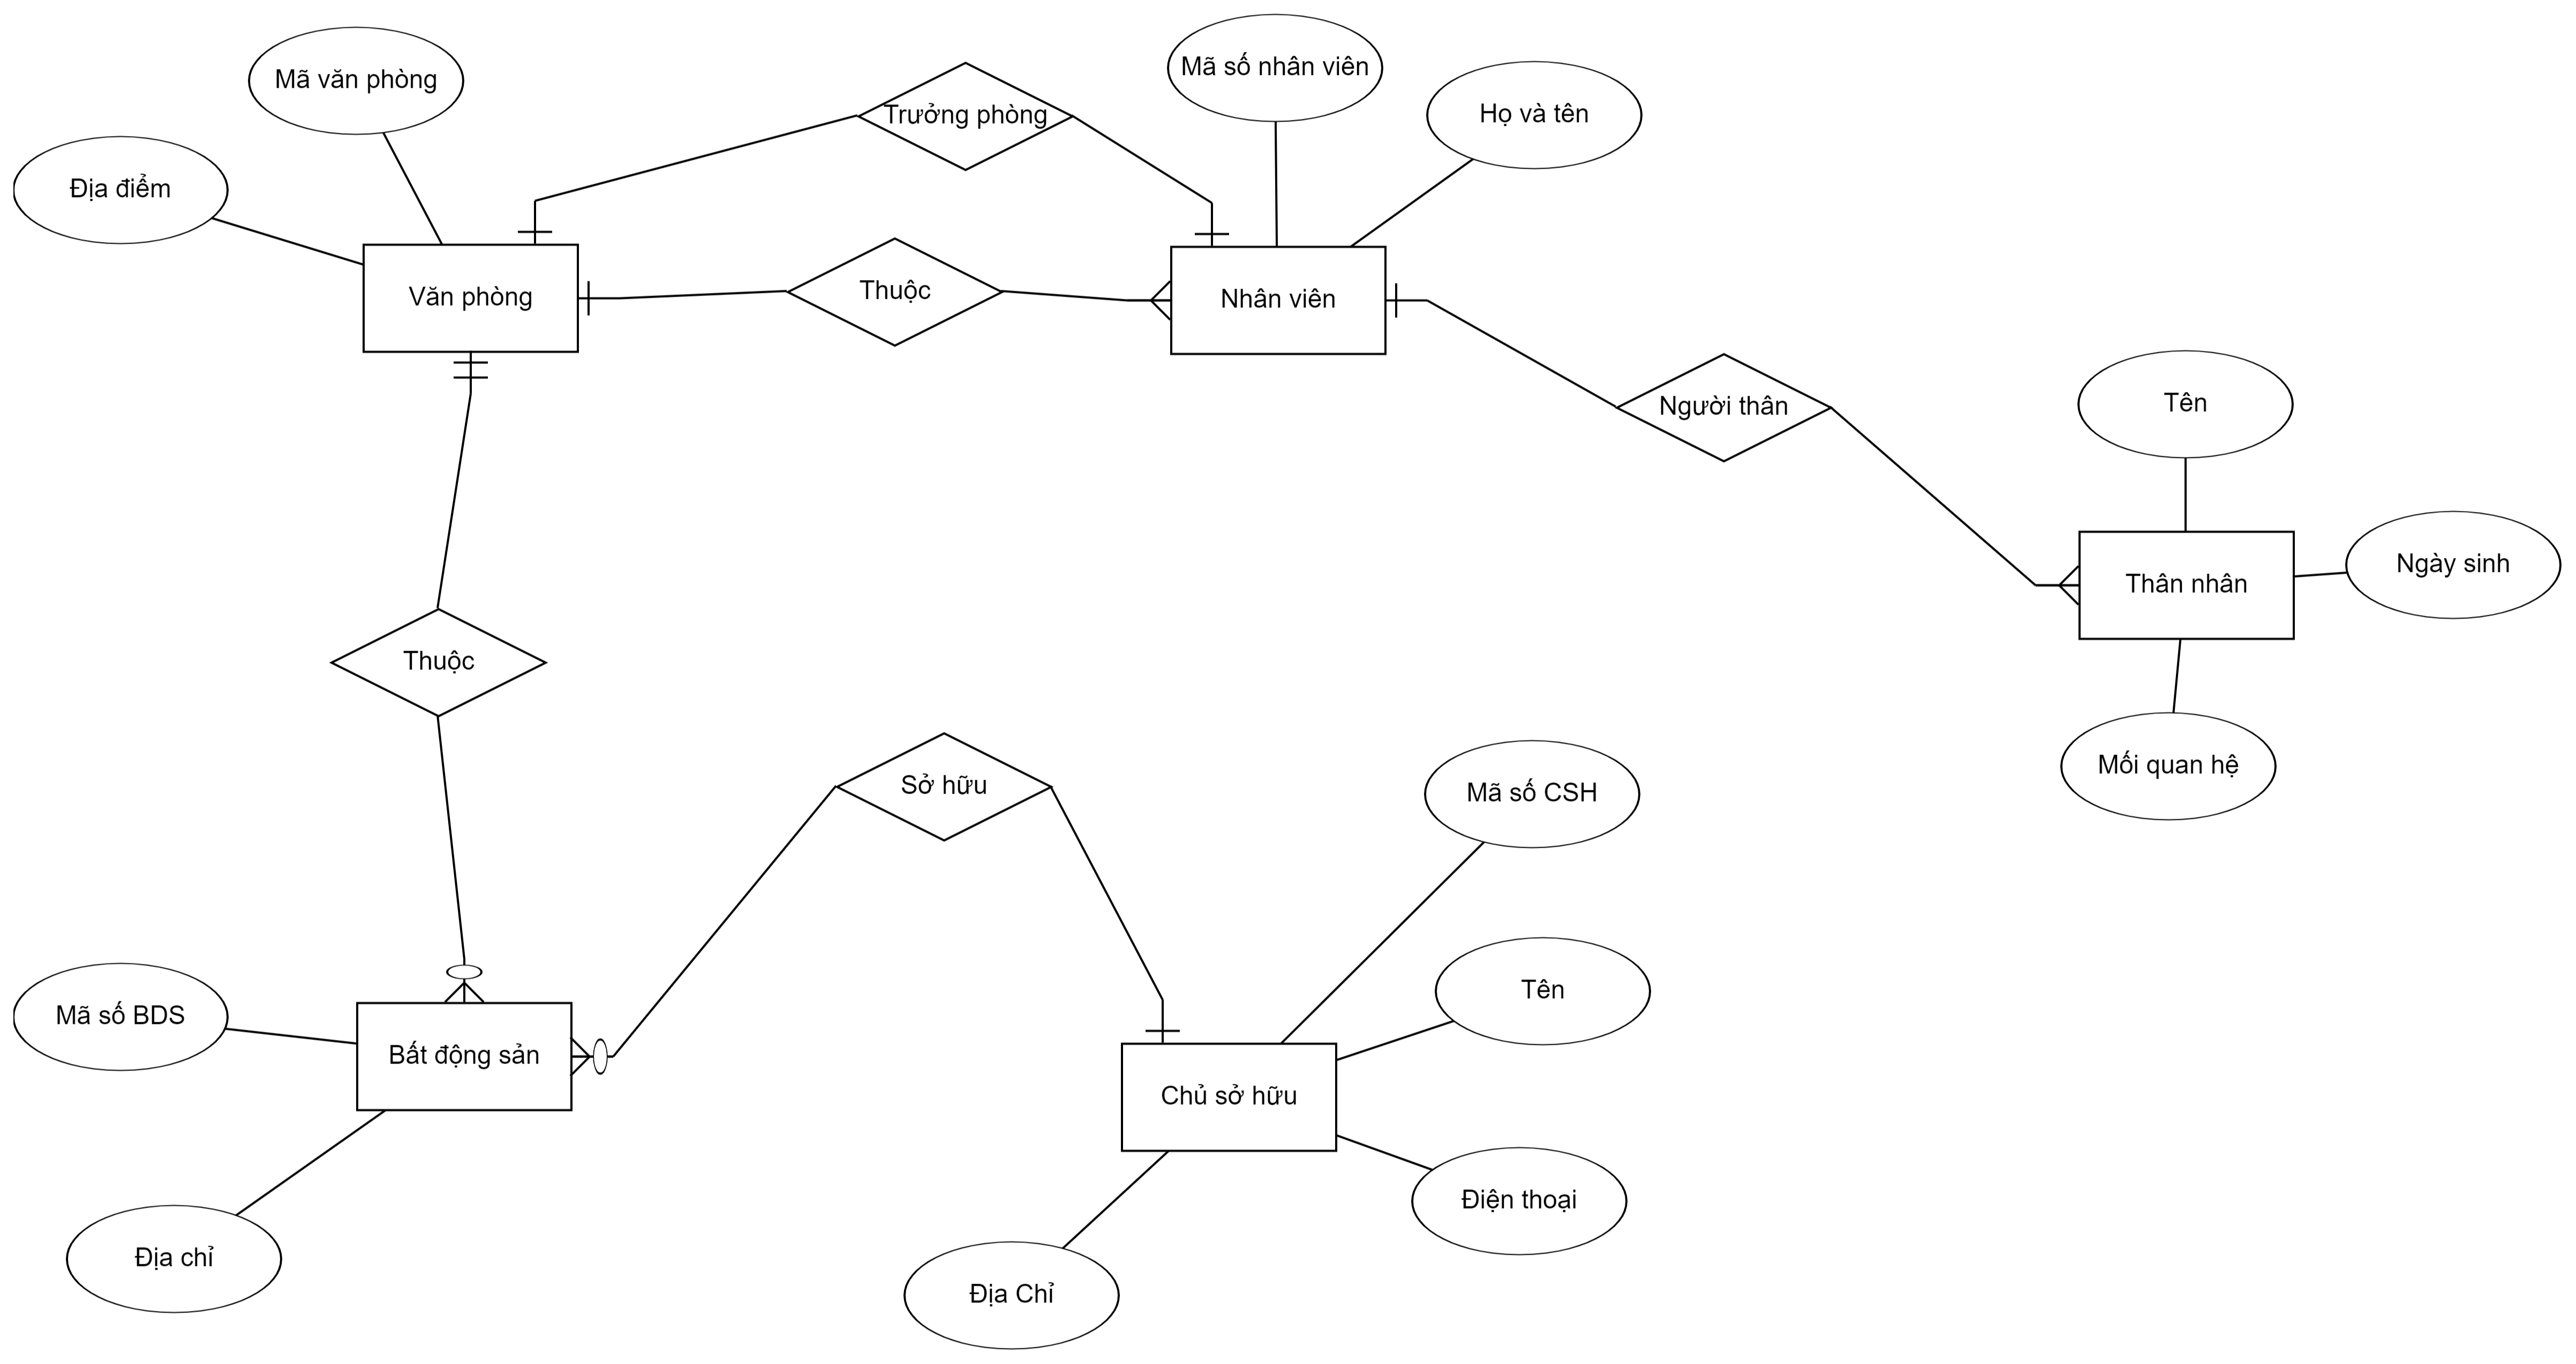 Mã số nhân viên
Mã văn phòng
Họ và tên
Trưởng phòng
Địa điểm
Thuộc
Văn phòng
Nhân viên
Người thân
Tên
Ngày sinh
Thân nhân
Thuộc
Mối quan hệ
Sở hữu
Mã số CSH
Tên
Mã số BDS
Bất động sản
Chủ sở hữu
Điện thoại
Địa chỉ
Địa Chỉ